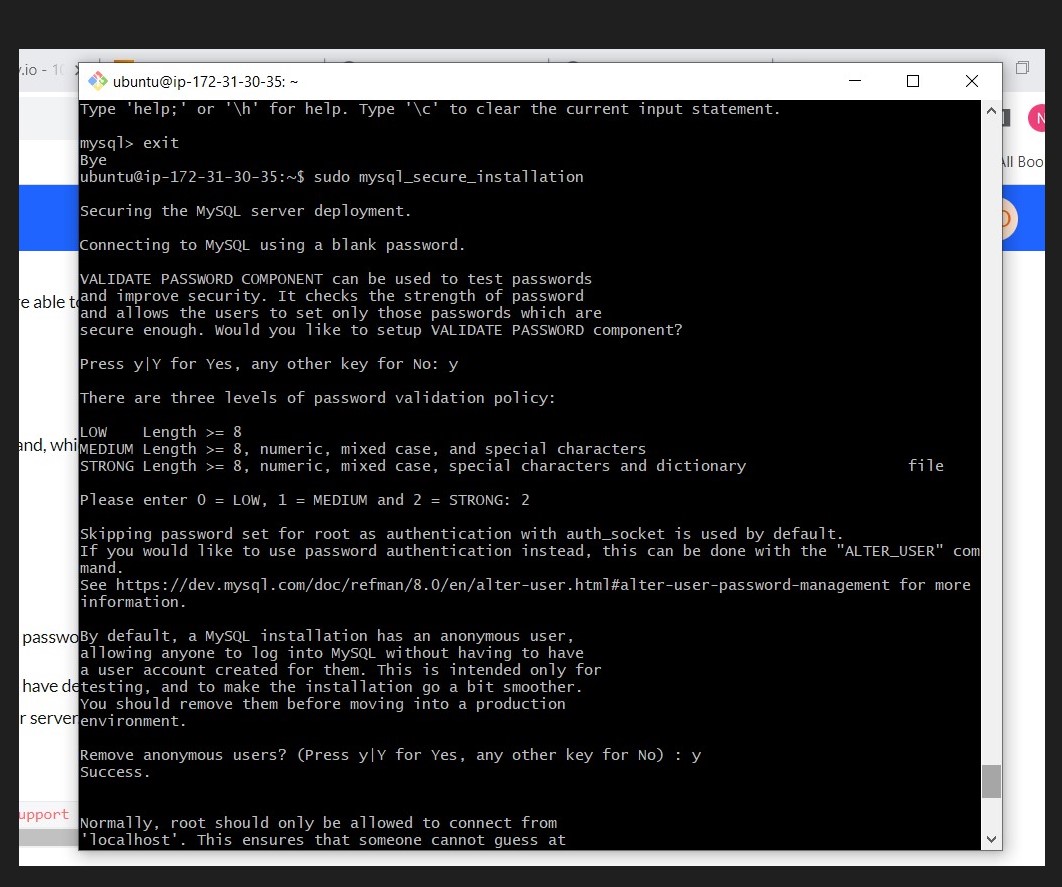 .io - 10
ubuntu@ip-172-31-30-35: ~
N
All Boo
re able to
and, whi
passwo
have de
r server
upport
Type 'help;' or '\h' for help. Type '\c' to clear the current input statement.
mysql> exit
Bye
ubuntu@ip-172-31-30-35:~$ sudo mysql_secure_installation
Securing the MySQL server deployment.
Connecting to MySQL using a blank password.
VALIDATE PASSWORD COMPONENT can be used to test passwords
and improve security. It checks the strength of password
and allows the users to set only those passwords which are
secure enough. Would you like to setup VALIDATE PASSWORD component?
Press y|Y for Yes, any other key for No: y
There are three levels of password validation policy:
LOW    Length >= 8
MEDIUM Length >= 8, numeric, mixed case, and special characters
STRONG Length >= 8, numeric, mixed case, special characters and dictionary                  file
Please enter 0 = LOW, 1 = MEDIUM and 2 = STRONG: 2
Skipping password set for root as authentication with auth_socket is used by default.
If you would like to use password authentication instead, this can be done with the "ALTER_USER" com
mand.
See https://dev.mysql.com/doc/refman/8.0/en/alter-user.html#alter-user-password-management for more
information.
By default, a MySQL installation has an anonymous user,
allowing anyone to log into MySQL without having to have
a user account created for them. This is intended only for
testing, and to make the installation go a bit smoother.
You should remove them before moving into a production
environment.
Remove anonymous users? (Press y|Y for Yes, any other key for No) : y
Success.
Normally, root should only be allowed to connect from
'localhost'. This ensures that someone cannot guess at